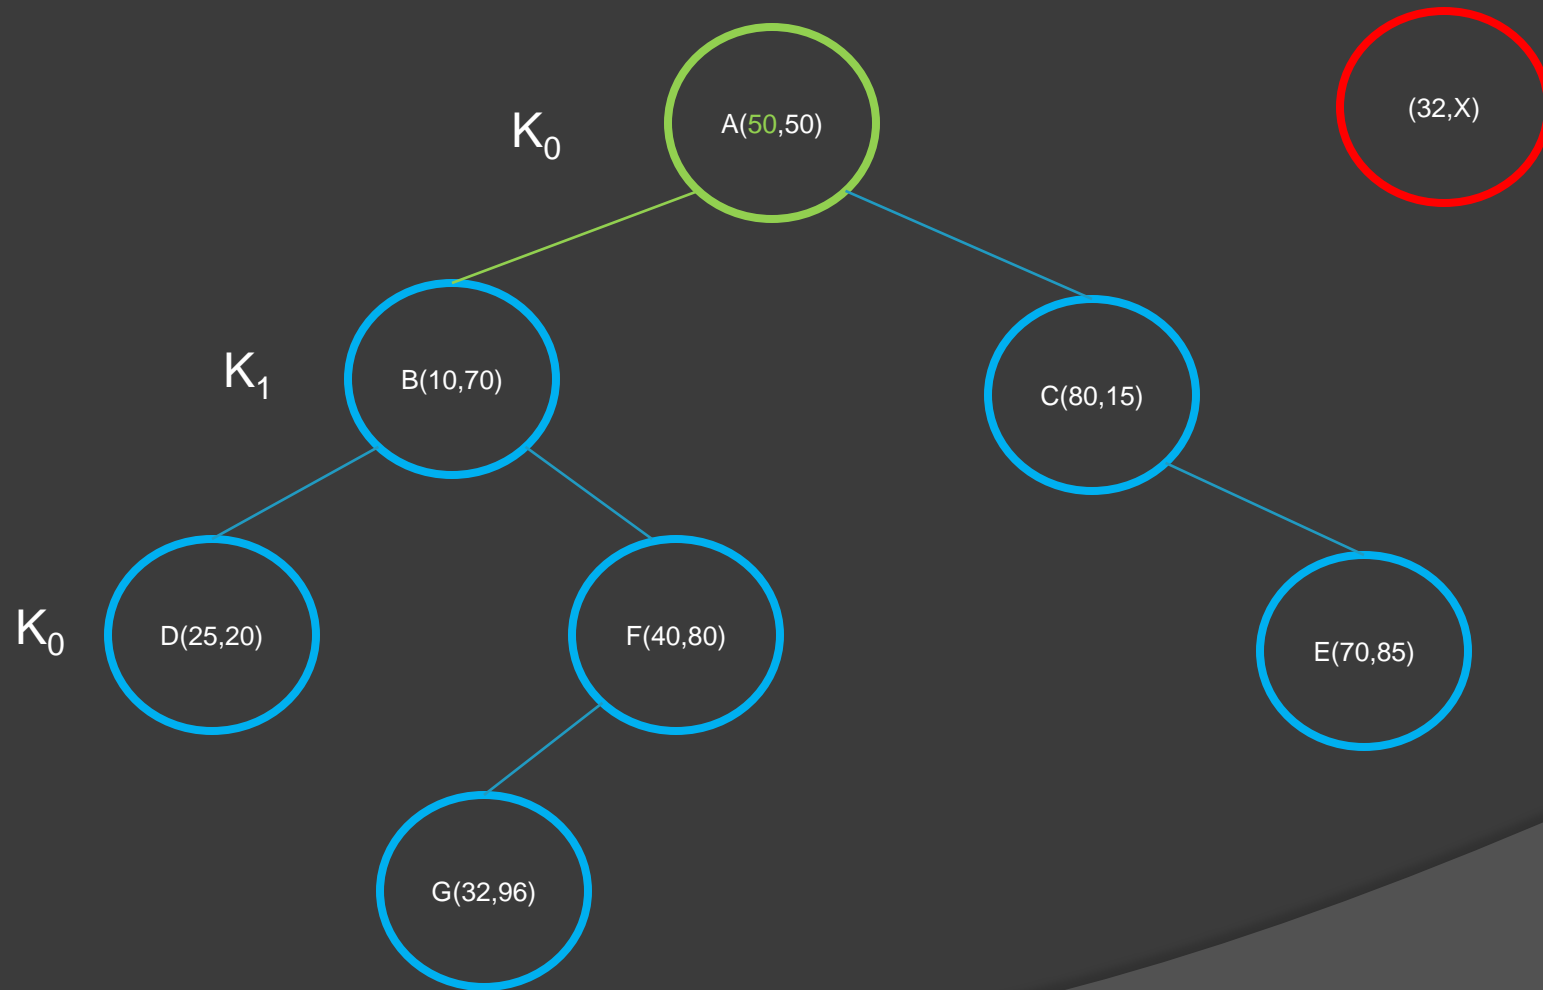 K₀
A(50,50)
(32,X)
K₁
B(10,70)
C(80,15)
K₀
D(25,20)
F(40,80)
E(70,85)
G(32,96)